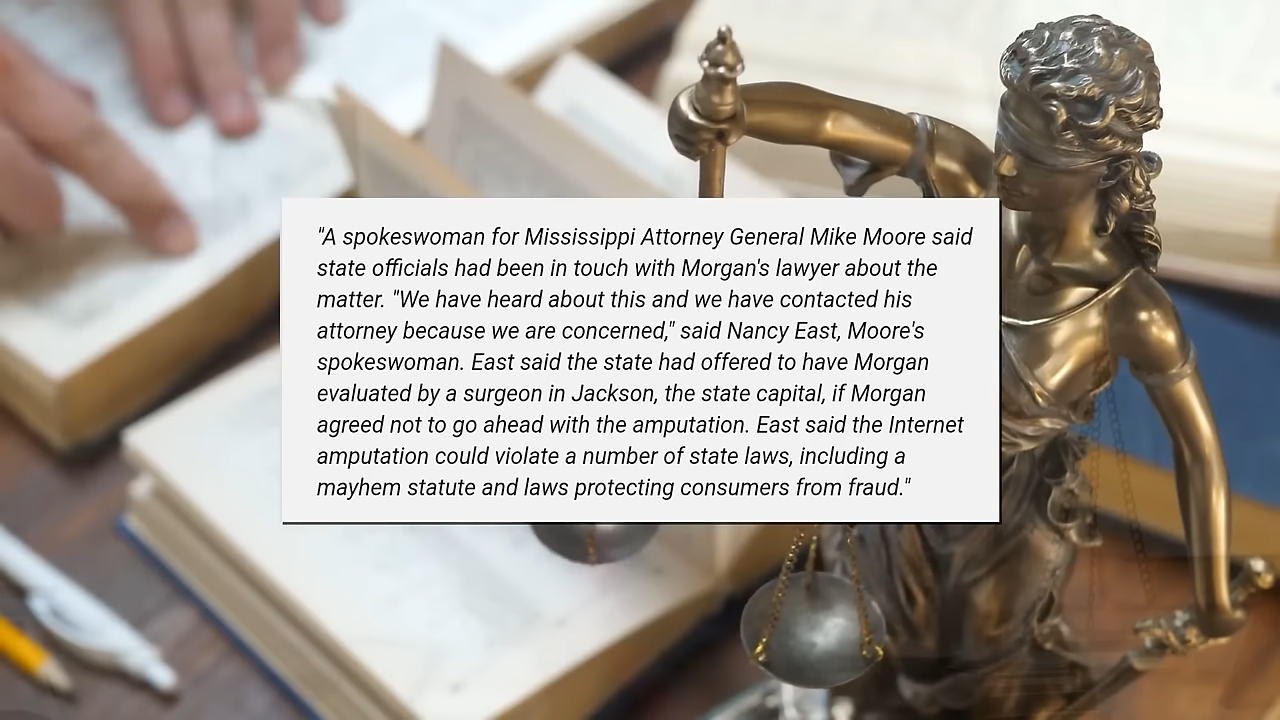 "A spokeswoman for Mississippi Attorney General Mike Moore said
state officials had been in touch with Morgan's lawyer about the
matter. "We have heard about this and we have contacted his
attorney because we are concerned," said Nancy East, Moore's
spokeswoman. East said the state had offered to have Morgan
evaluated by a surgeon in Jackson, the state capital, if Morgan
agreed not to go ahead with the amputation. East said the Internet
amputation could violate a number of state laws, including a
mayhem statute and laws protecting consumers from fraud."